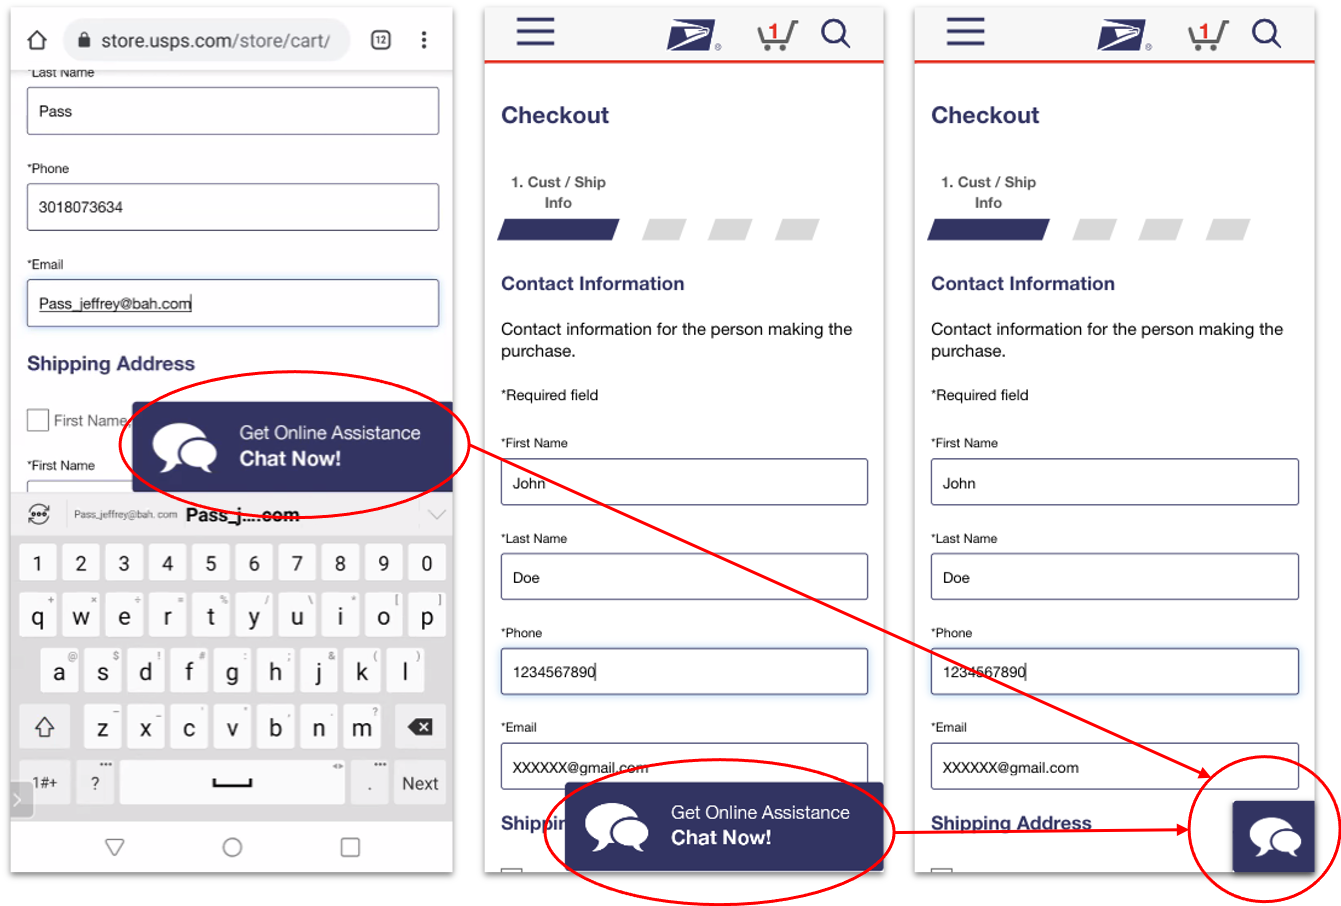 store.usps.com/store/cart/
12
*Last Name
Pass
*Phone
3018073634
*Email
Pass_jeffrey@bah.com
Shipping Address
First Name,
*First Name
Get Online Assistance
Chat Now!
Pass_jeffrey@bah. com
Pass_j....com
1 2 3 4 5 6 7 8 9 0
q w e r t y u i o p
a s d f g h j k l
z x c v b n m
1#+ ? . Next
1
Checkout
1. Cust / Ship
Info
Contact Information
Contact information for the person making the
purchase.
*Required field
*First Name
John
*Last Name
Doe
*Phone
1234567890
*Email
XXXXXX@gmail.com
Shippin
Get Online Assistance
Chat Now!
1
Checkout
1. Cust / Ship
Info
Contact Information
Contact information for the person making the
purchase.
*Required field
*First Name
John
*Last Name
Doe
*Phone
1234567890
*Email
XXXXXX@gmail.com
Shipping Address